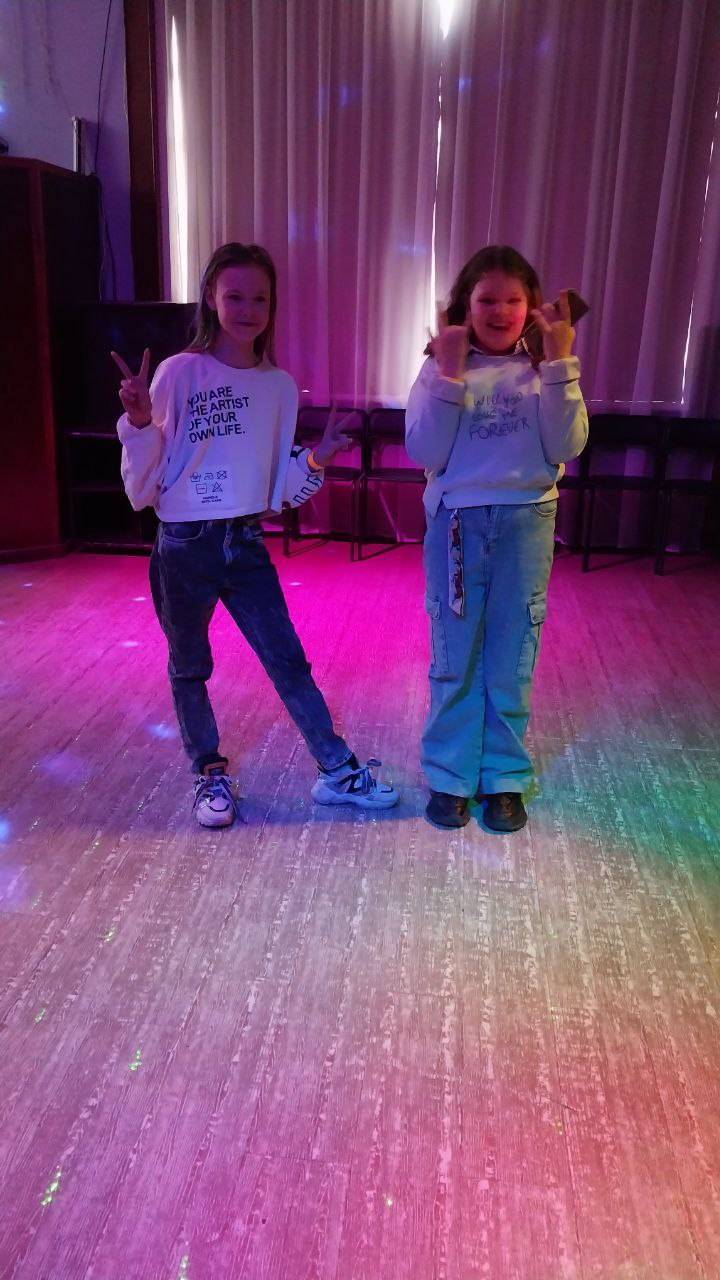 YOU ARE
THE ARTIST
OF YOUR
OWN LIFE.
WILL YOU
LOVE ME
FOREVER